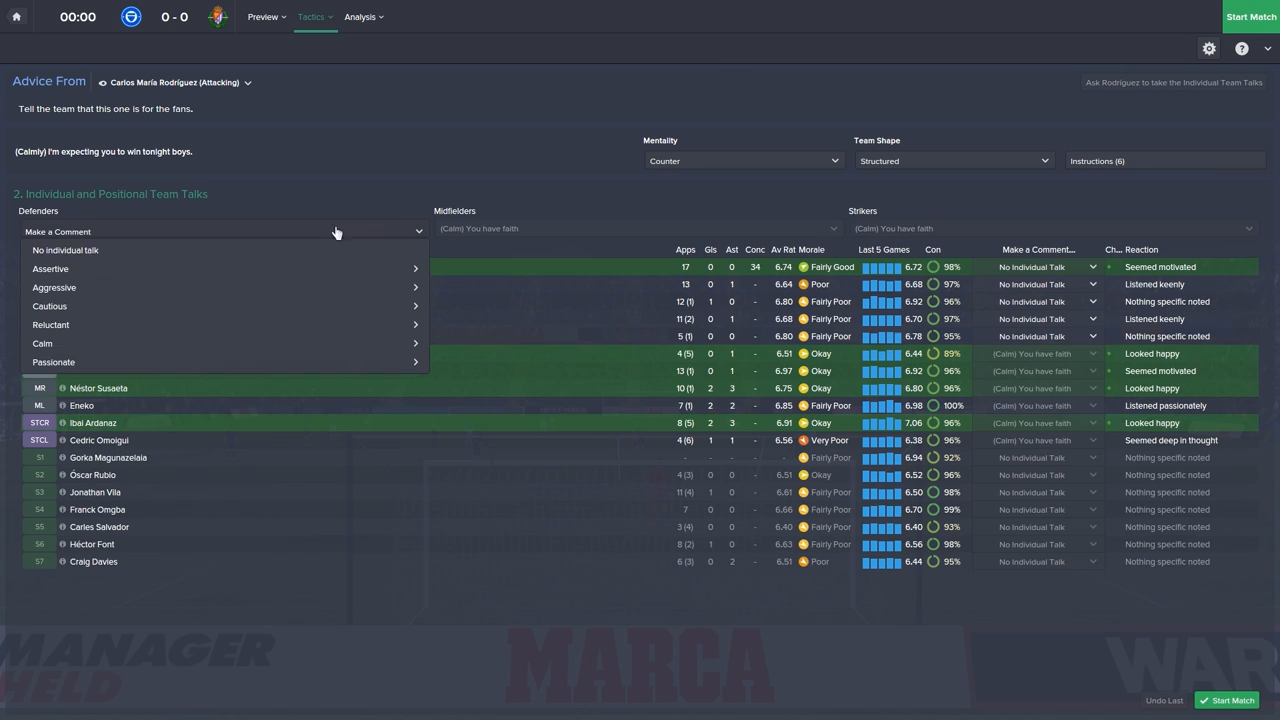 00:00 0 - 0 Preview Tactics Analysis Start Match
Advice From Carlos María Rodríguez (Attacking) Ask Rodríguez to take the Individual Team Talks
Tell the team that this one is for the fans.
Mentality Team Shape
(Calmly) I'm expecting you to win tonight boys.
Counter Structured Instructions (6)
2. Individual and Positional Team Talks
Defenders Midfielders Strikers
Make a Comment (Calm) You have faith (Calm) You have faith
No individual talk
Assertive
Aggressive
Cautious
Reluctant
Calm
Passionate
Apps Gls Ast Conc Av Rat Morale Last 5 Games Con Make a Comment... Ch... Reaction
17 0 0 34 6.74 Fairly Good 6.72 98% No Individual Talk Seemed motivated
13 0 1 - 6.64 Poor 6.68 97% No Individual Talk Listened keenly
12 (1) 1 0 - 6.80 Fairly Poor 6.92 96% No Individual Talk Nothing specific noted
11 (2) 0 1 - 6.68 Fairly Poor 6.70 97% No Individual Talk Listened keenly
5 (1) 0 0 - 6.80 Fairly Poor 6.78 95% No Individual Talk Nothing specific noted
4 (5) 0 1 - 6.51 Okay 6.44 89% (Calm) You have faith Looked happy
13 (1) 0 1 - 6.97 Okay 6.92 96% (Calm) You have faith Seemed motivated
MR Néstor Susaeta 10 (1) 2 3 - 6.75 Okay 6.80 96% (Calm) You have faith Looked happy
ML Eneko 7 (1) 2 2 - 6.85 Fairly Poor 6.98 100% (Calm) You have faith Listened passionately
STCR Ibai Ardanaz 8 (5) 2 3 - 6.91 Okay 7.06 96% (Calm) You have faith Looked happy
STCL Cedric Omoigui 4 (6) 1 1 - 6.56 Very Poor 6.38 96% (Calm) You have faith Seemed deep in thought
S1 Gorka Magunazelaia - - - - - Fairly Poor 6.94 92% No Individual Talk Nothing specific noted
S2 Óscar Rubio 4 (3) 0 0 - 6.51 Okay 6.52 96% No Individual Talk Nothing specific noted
S3 Jonathan Vila 11 (4) 1 0 - 6.61 Fairly Poor 6.50 98% No Individual Talk Nothing specific noted
S4 Franck Omgba 7 0 0 - 6.66 Fairly Poor 6.70 99% No Individual Talk Nothing specific noted
S5 Carles Salvador 3 (4) 0 0 - 6.40 Fairly Poor 6.40 93% No Individual Talk Nothing specific noted
S6 Héctor Font 8 (2) 1 0 - 6.63 Fairly Poor 6.56 98% No Individual Talk Nothing specific noted
S7 Craig Davies 6 (3) 0 2 - 6.51 Poor 6.44 95% No Individual Talk Nothing specific noted
MANAGER MARCA WAR
HELD
Undo Last Start Match